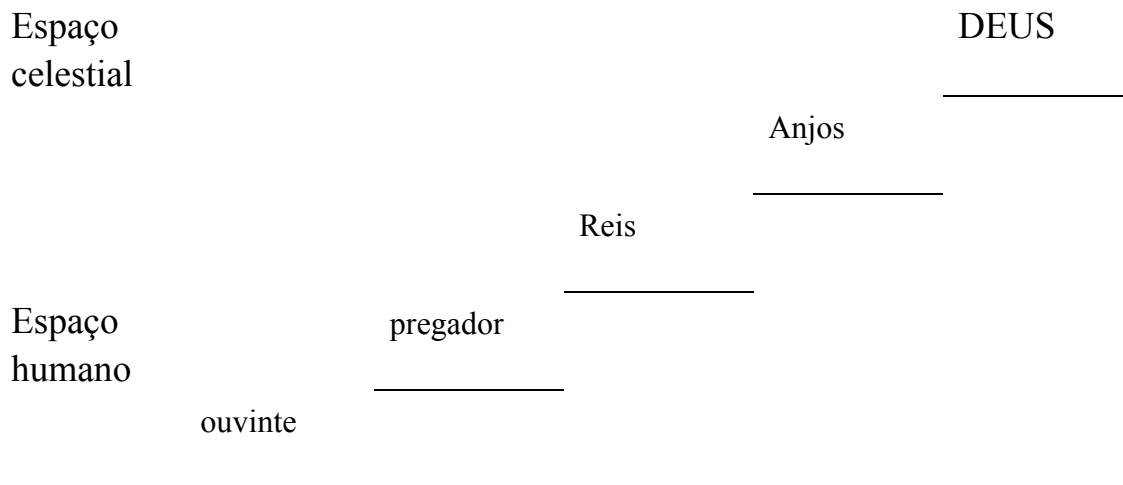 Espaço
celestial
DEUS
Anjos
Reis
Espaço
humano
pregador
ouvinte